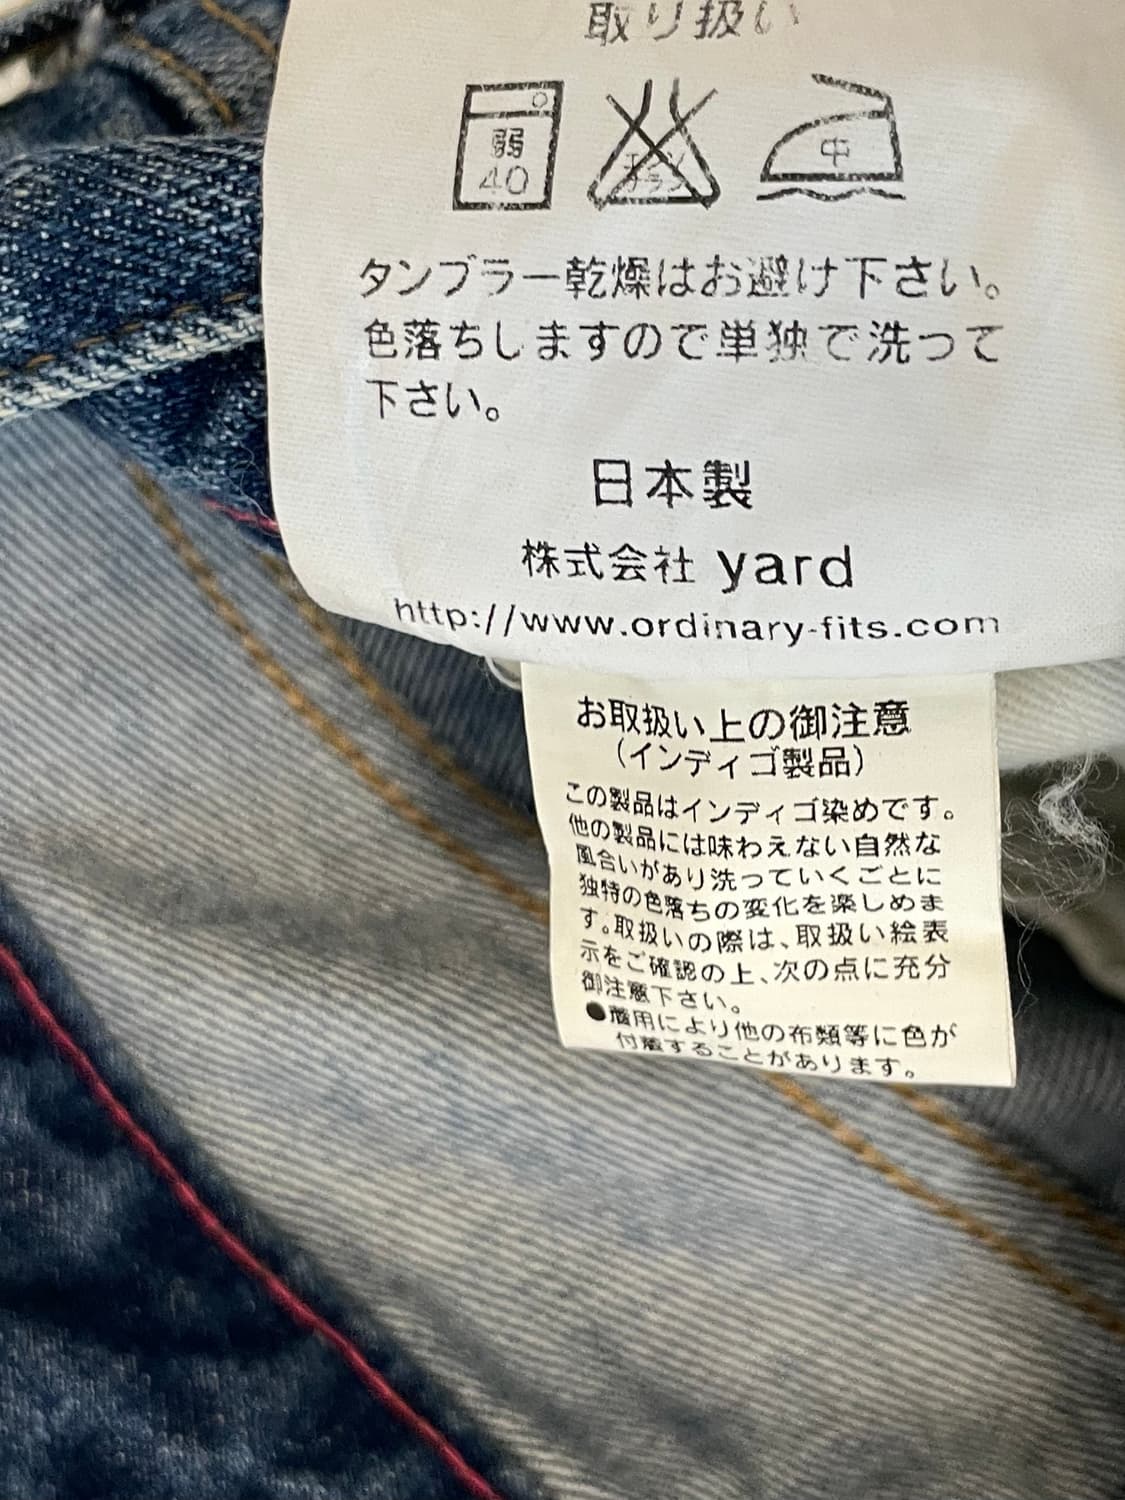 取り扱い
弱
40
エンソ
チラシ
中
タンブラー乾燥はお避け下さい。
色落ちしますので単独で洗って
下さい。
日本製
株式会社 yard
http://www.ordinary-fits.com
お取扱い上の御注意
(インディゴ製品)
この製品はインディゴ染めです。
他の製品には味わえない自然な
風合いがあり洗っていくごとに
独特の色落ちの変化を楽しめま
す。取扱いの際は、取扱い絵表
示をご確認の上、次の点に充分
御注意下さい。
●着用により他の布類等に色が
付着することがあります。